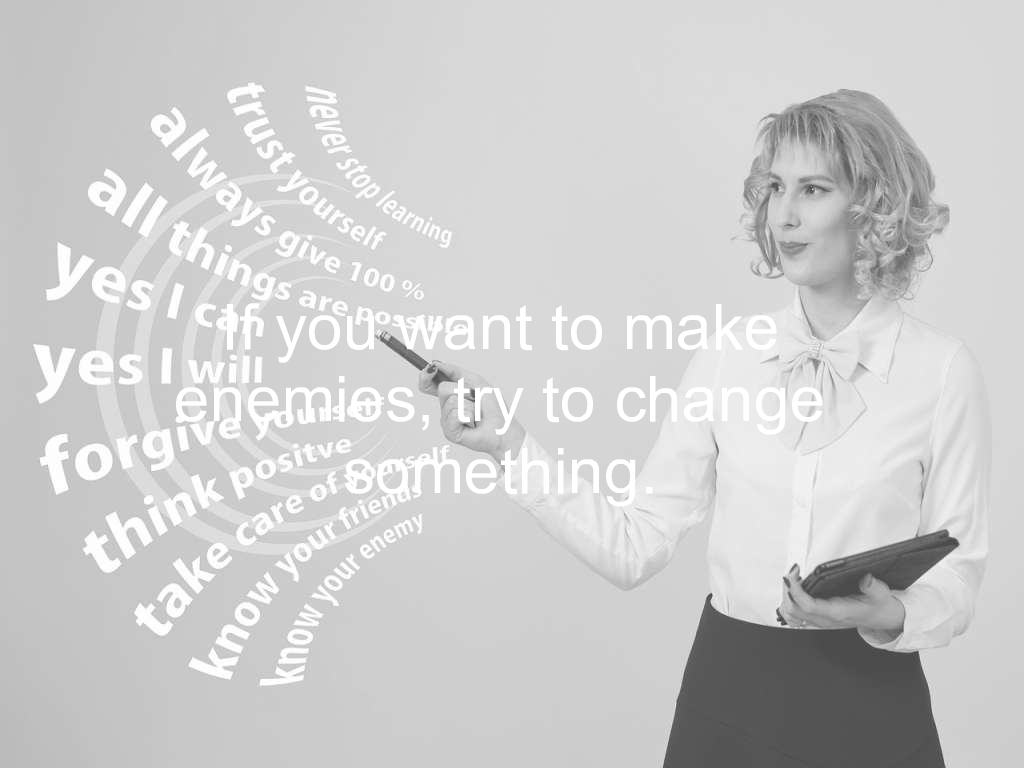 never stop learning
trust yourself
always give 100 %
all things are possible
yes I can
yes I will
forgive yourself
think positve
take care of yourself
know your friends
know your enemy
If you want to make
enemies, try to change
something.